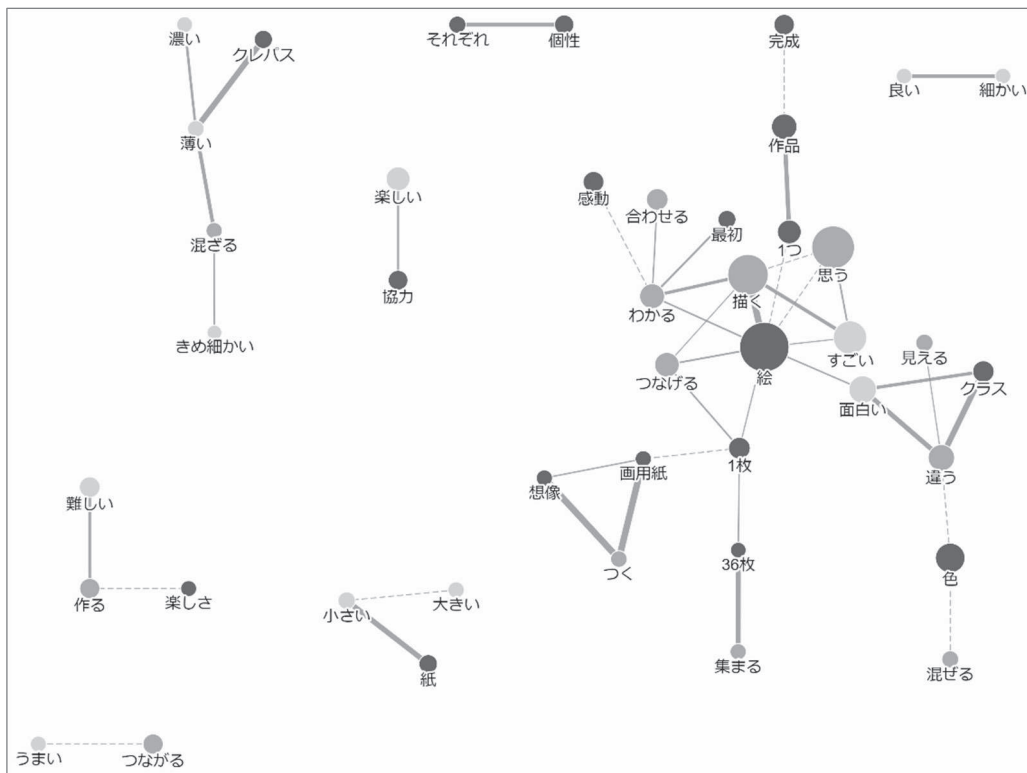 濃い
クレパス
それぞれ
個性
完成
良い
細かい
薄い
作品
楽しい
感動
合わせる
最初
1つ
混ざる
思う
描く
協力
わかる
きめ細かい
すごい
見える
つなげる
絵
面白い
クラス
1枚
画用紙
想像
違う
難しい
36枚
つく
色
作る
楽しさ
小さい
大きい
集まる
混ぜる
紙
うまい
つながる